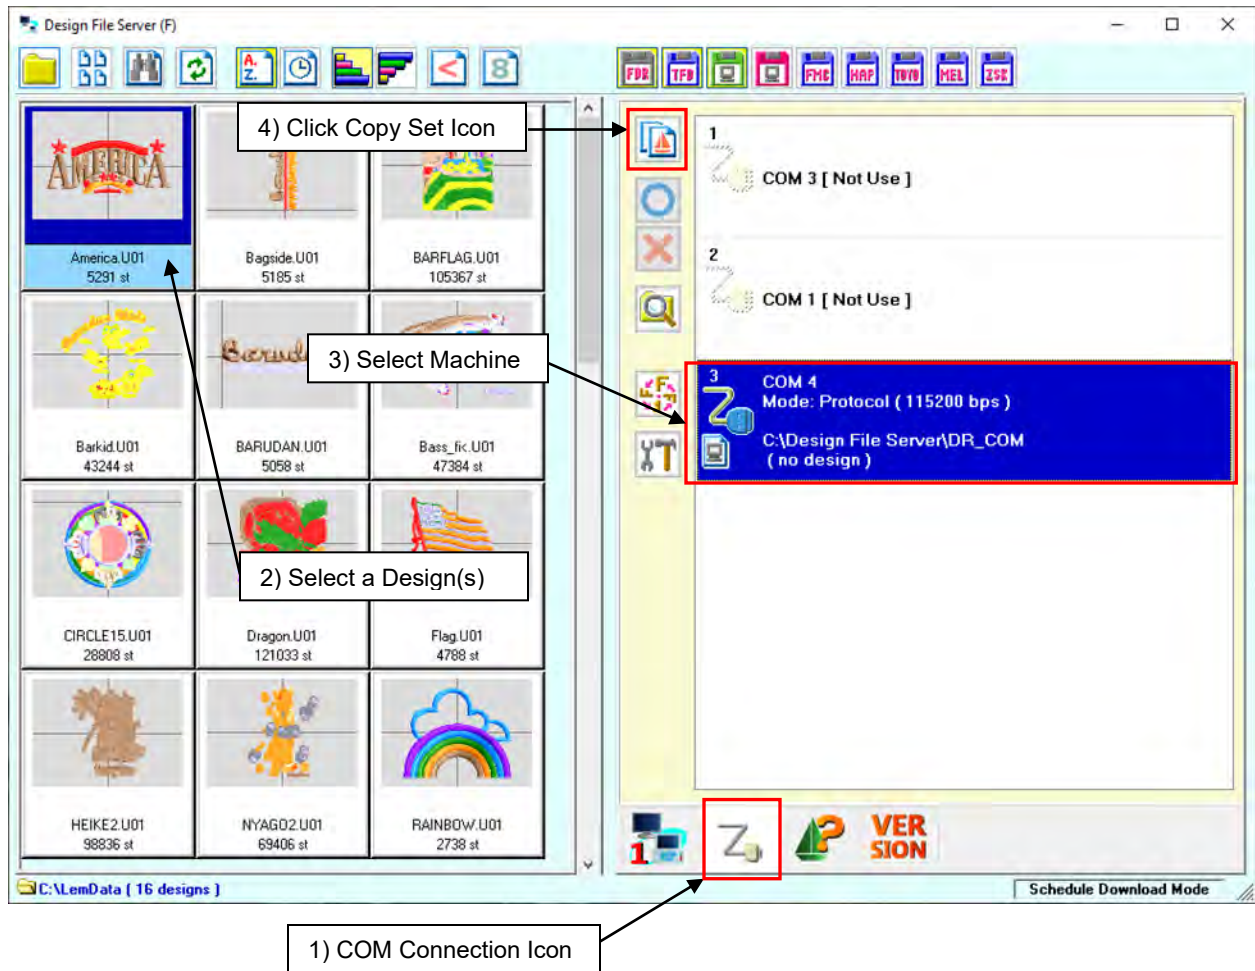 Design File Server (F)
A.
Z.
<
8
FDR
TFD
FMC
HAP
TOYO
MEL
ZSK
4) Click Copy Set Icon
AMERICA
America.U01
5291 st
Bagside.U01
5185 st
BARFLAG.U01
105367 st
Barkid.U01
43244 st
BARUDAN.U01
5058 st
Bass_fic.U01
47384 st
3) Select Machine
2) Select a Design(s)
CIRCLE15.U01
28808 st
Dragon.U01
121033 st
Flag.U01
4788 st
HEIKE2.U01
98836 st
NYAGO2.U01
69406 st
RAINBOW.U01
2738 st
1
COM 3 [ Not Use ]
2
COM 1 [ Not Use ]
3
COM 4
Mode: Protocol ( 115200 bps )
C:\Design File Server\DR_COM
( no design )
1
?
VER
SION
C:\LemData ( 16 designs )
Schedule Download Mode
1) COM Connection Icon